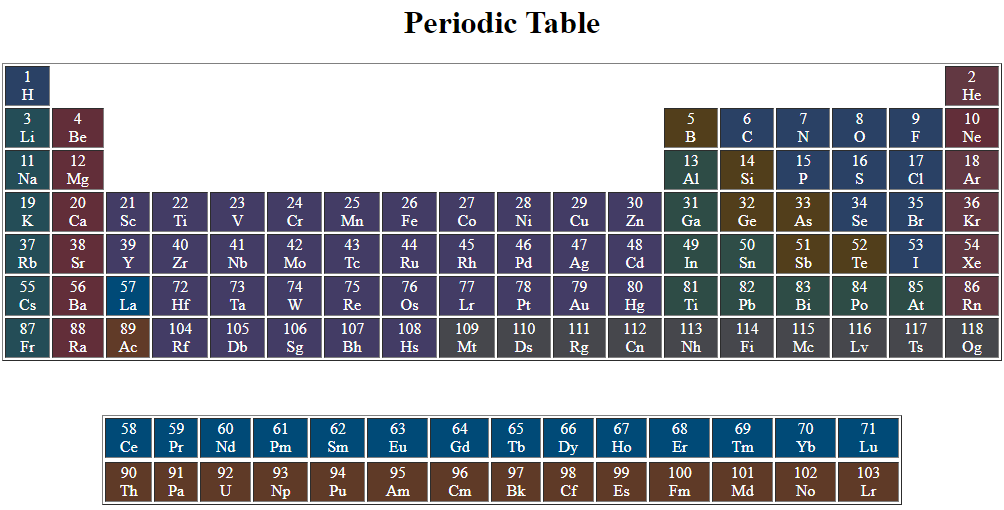 Periodic Table
1 2
H He
3 4 5 6 7 8 9 10
Li Be B C N O F Ne
11 12 13 14 15 16 17 18
Na Mg Al Si P S Cl Ar
19 20 21 22 23 24 25 26 27 28 29 30 31 32 33 34 35 36
K Ca Sc Ti V Cr Mn Fe Co Ni Cu Zn Ga Ge As Se Br Kr
37 38 39 40 41 42 43 44 45 46 47 48 49 50 51 52 53 54
Rb Sr Y Zr Nb Mo Tc Ru Rh Pd Ag Cd In Sn Sb Te I Xe
55 56 57 72 73 74 75 76 77 78 79 80 81 82 83 84 85 86
Cs Ba La Hf Ta W Re Os Lr Pt Au Hg Ti Pb Bi Po At Rn
87 88 89 104 105 106 107 108 109 110 111 112 113 114 115 116 117 118
Fr Ra Ac Rf Db Sg Bh Hs Mt Ds Rg Cn Nh Fi Mc Lv Ts Og
58 59 60 61 62 63 64 65 66 67 68 69 70 71
Ce Pr Nd Pm Sm Eu Gd Tb Dy Ho Er Tm Yb Lu
90 91 92 93 94 95 96 97 98 99 100 101 102 103
Th Pa U Np Pu Am Cm Bk Cf Es Fm Md No Lr